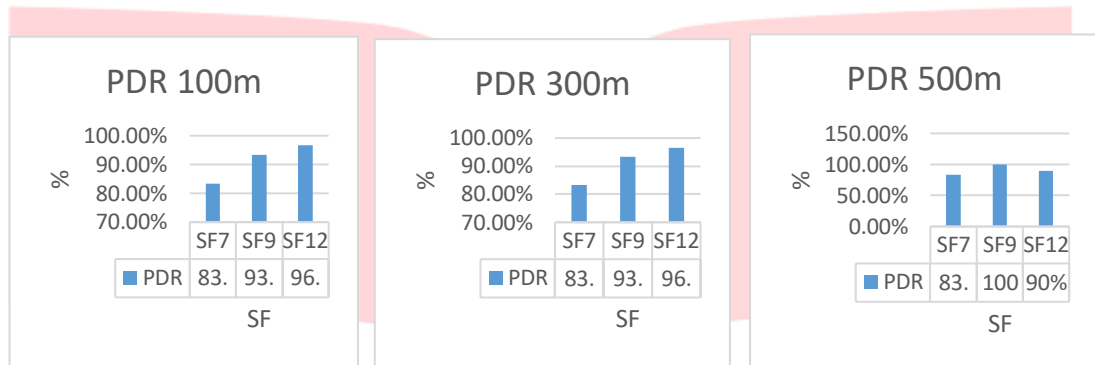 PDR 100m
100.00%
90.00%
80.00%
70.00%
%
SF7 SF9 SF12
PDR 83. 93. 96.
SF
PDR 300m
100.00%
90.00%
80.00%
70.00%
%
SF7 SF9 SF12
PDR 83. 93. 96.
SF
PDR 500m
150.00%
100.00%
50.00%
0.00%
%
SF7 SF9 SF12
PDR 83. 100 90%
SF